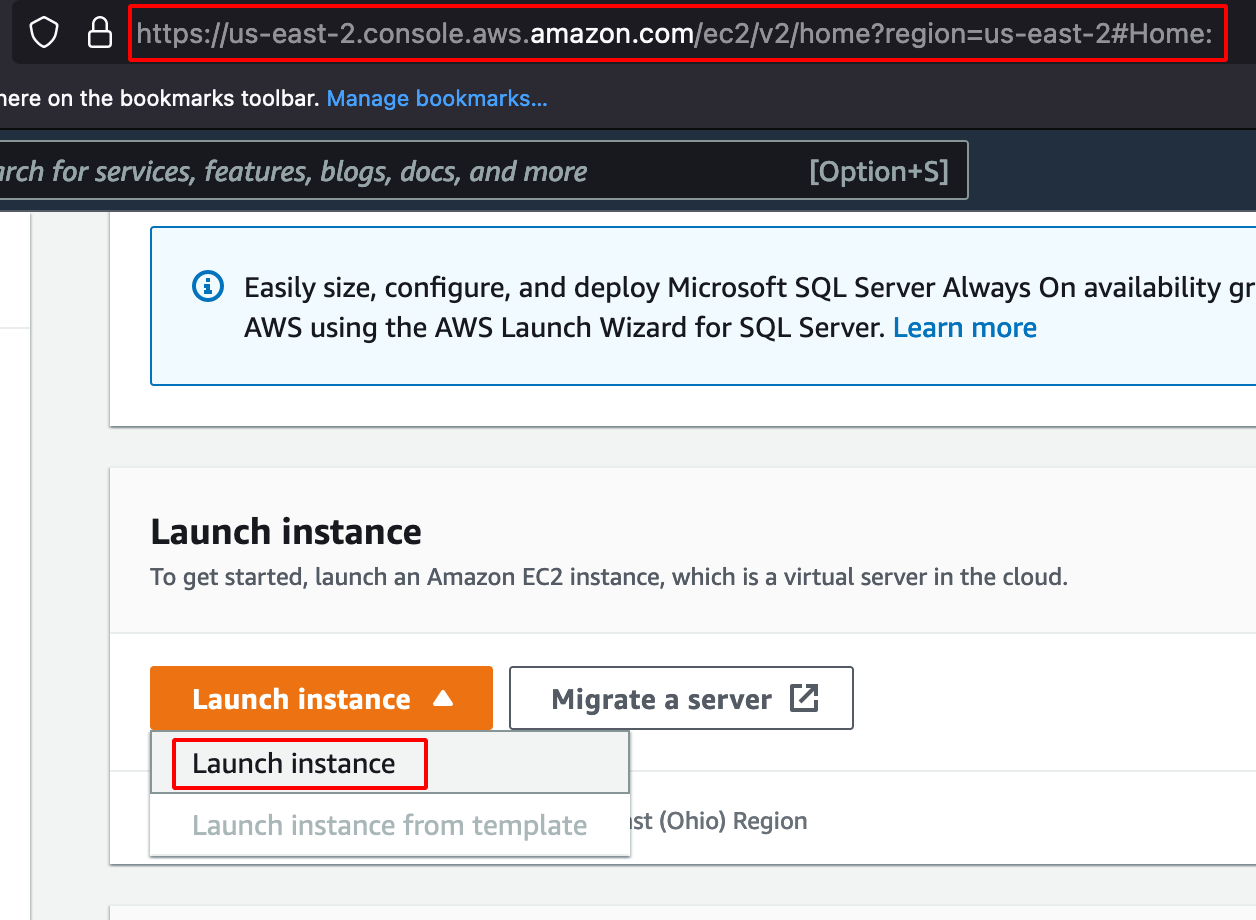 https://us-east-2.console.aws.amazon.com/ec2/v2/home?region=us-east-2#Home:
on the bookmarks toolbar. Manage bookmarks...
for services, features, blogs, docs, and more [Option+S]
Easily size, configure, and deploy Microsoft SQL Server Always On availability
AWS using the AWS Launch Wizard for SQL Server. Learn more
Launch instance
To get started, launch an Amazon EC2 instance, which is a virtual server in the cloud.
Launch instance Migrate a server
Launch instance
Launch instance from template
(Ohio) Region